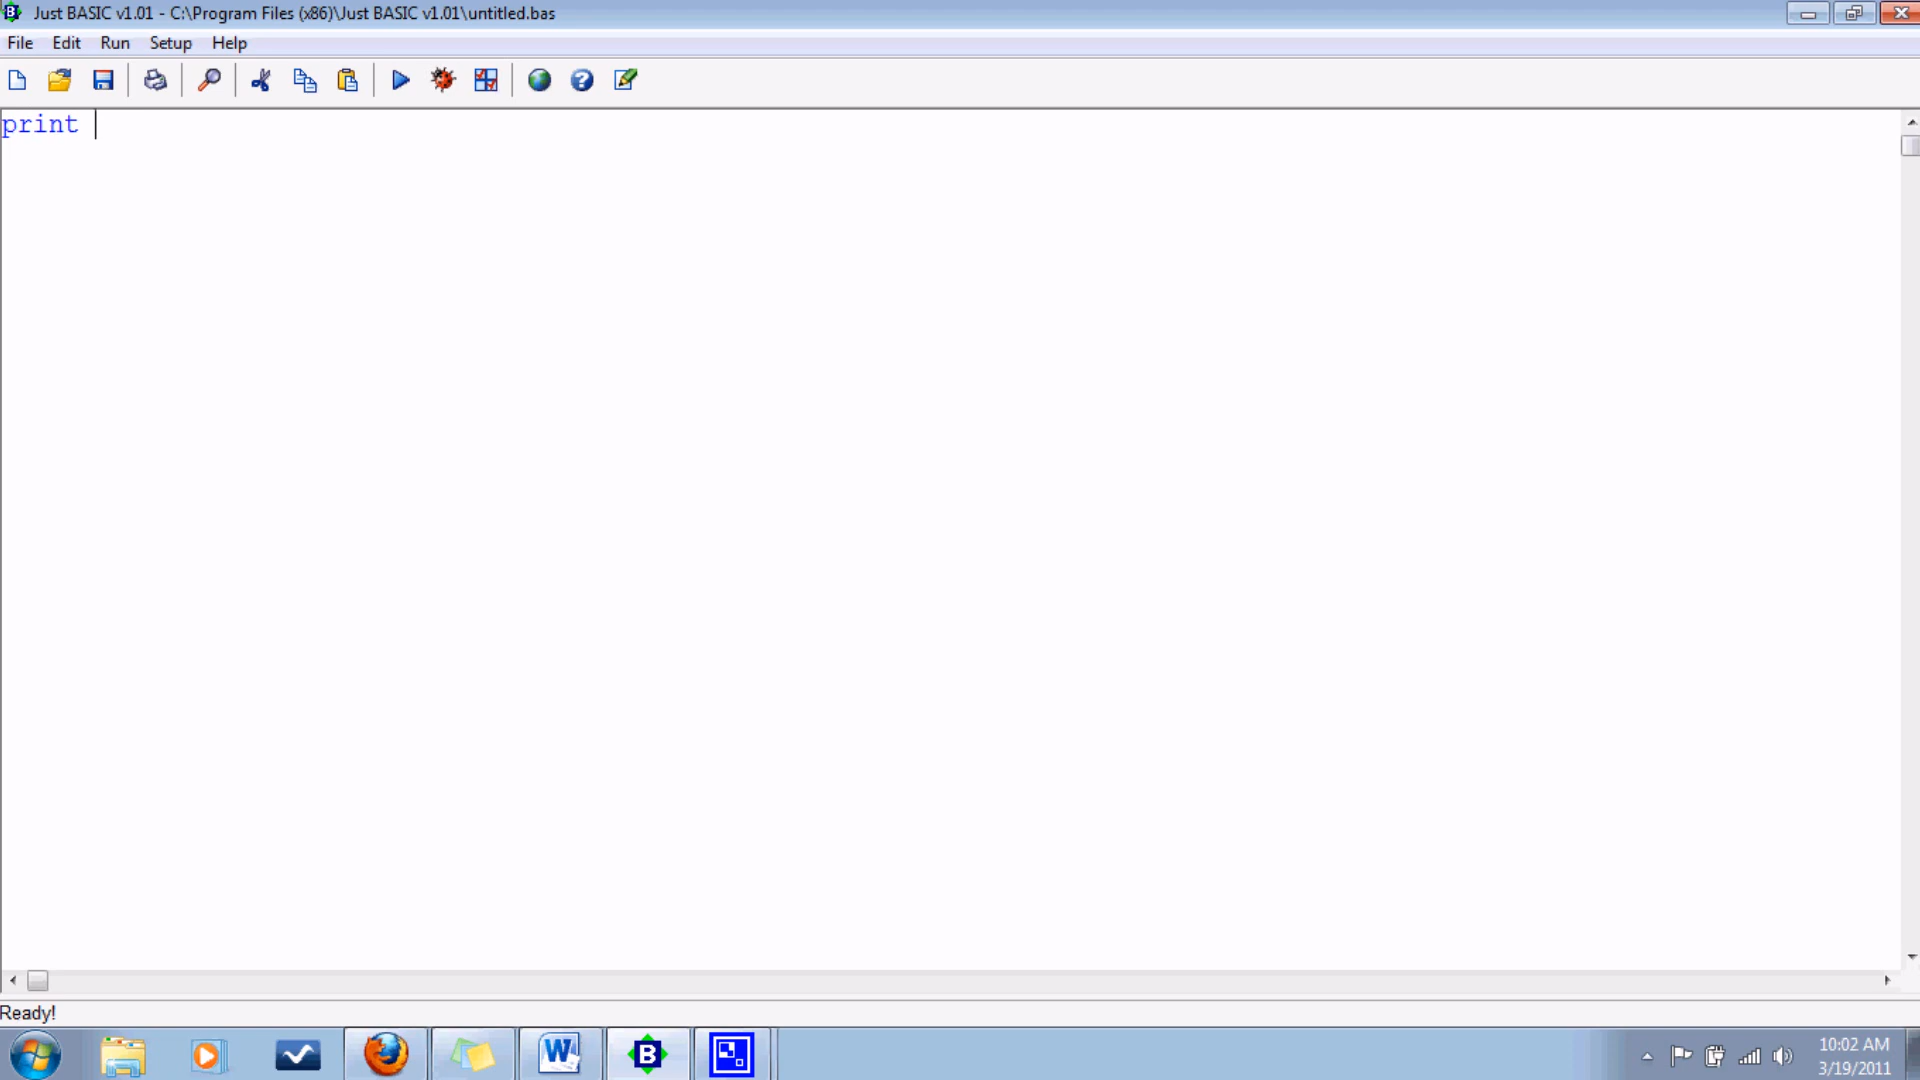 Just BASIC v1.01 - C:\Program Files (x86)\Just BASIC v1.01\untitled.bas
File Edit Run Setup Help
print
Ready!
10:02 AM
3/19/2011